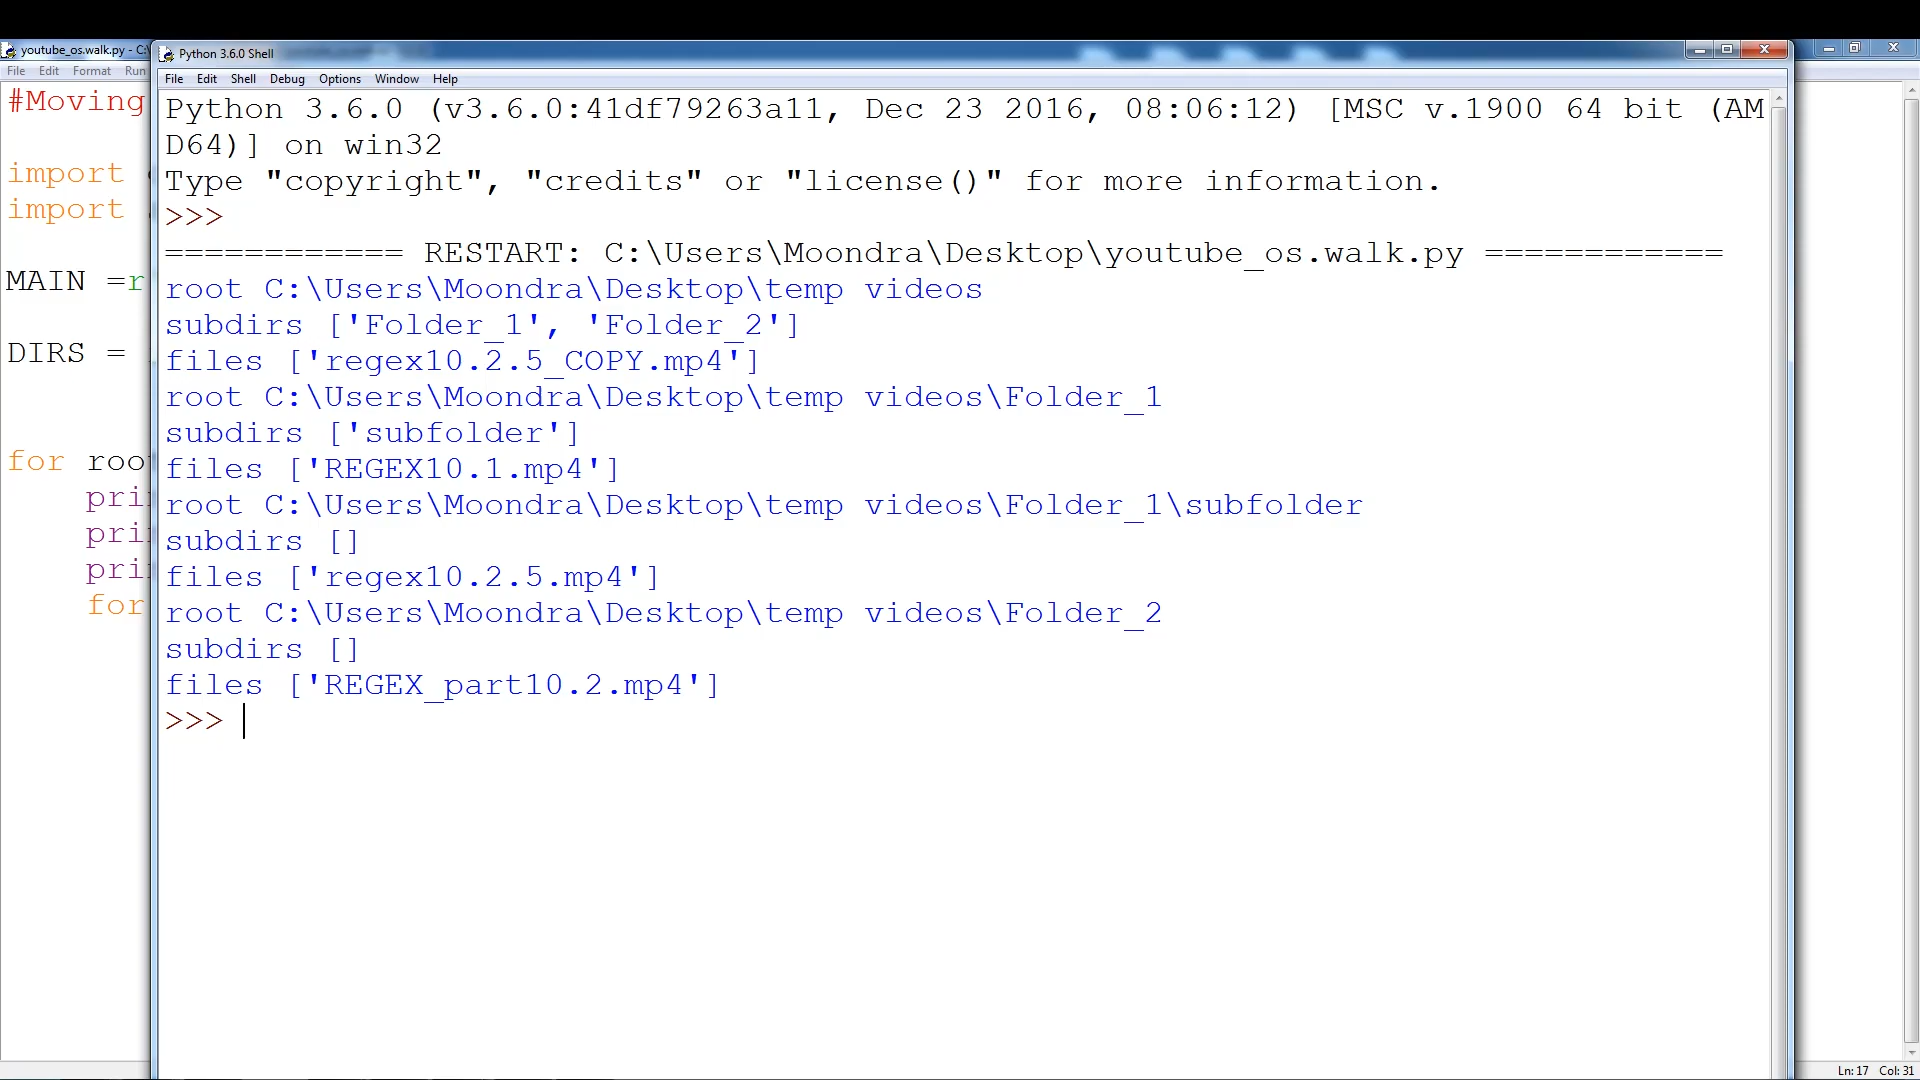 youtube_os.walk.py - C:\
File Edit Format Run
#Moving
import
import
MAIN =r
DIRS =
for roo
pri
pri
pri
for
Python 3.6.0 Shell
File Edit Shell Debug Options Window Help
Python 3.6.0 (v3.6.0:41df79263a11, Dec 23 2016, 08:06:12) [MSC v.1900 64 bit (AM
D64)] on win32
Type "copyright", "credits" or "license()" for more information.
>>>
============ RESTART: C:\Users\Moondra\Desktop\youtube_os.walk.py ============
root C:\Users\Moondra\Desktop\temp videos
subdirs ['Folder_1', 'Folder_2']
files ['regex10.2.5_COPY.mp4']
root C:\Users\Moondra\Desktop\temp videos\Folder_1
subdirs ['subfolder']
files ['REGEX10.1.mp4']
root C:\Users\Moondra\Desktop\temp videos\Folder_1\subfolder
subdirs []
files ['regex10.2.5.mp4']
root C:\Users\Moondra\Desktop\temp videos\Folder_2
subdirs []
files ['REGEX_part10.2.mp4']
>>>
Ln: 17 Col: 31